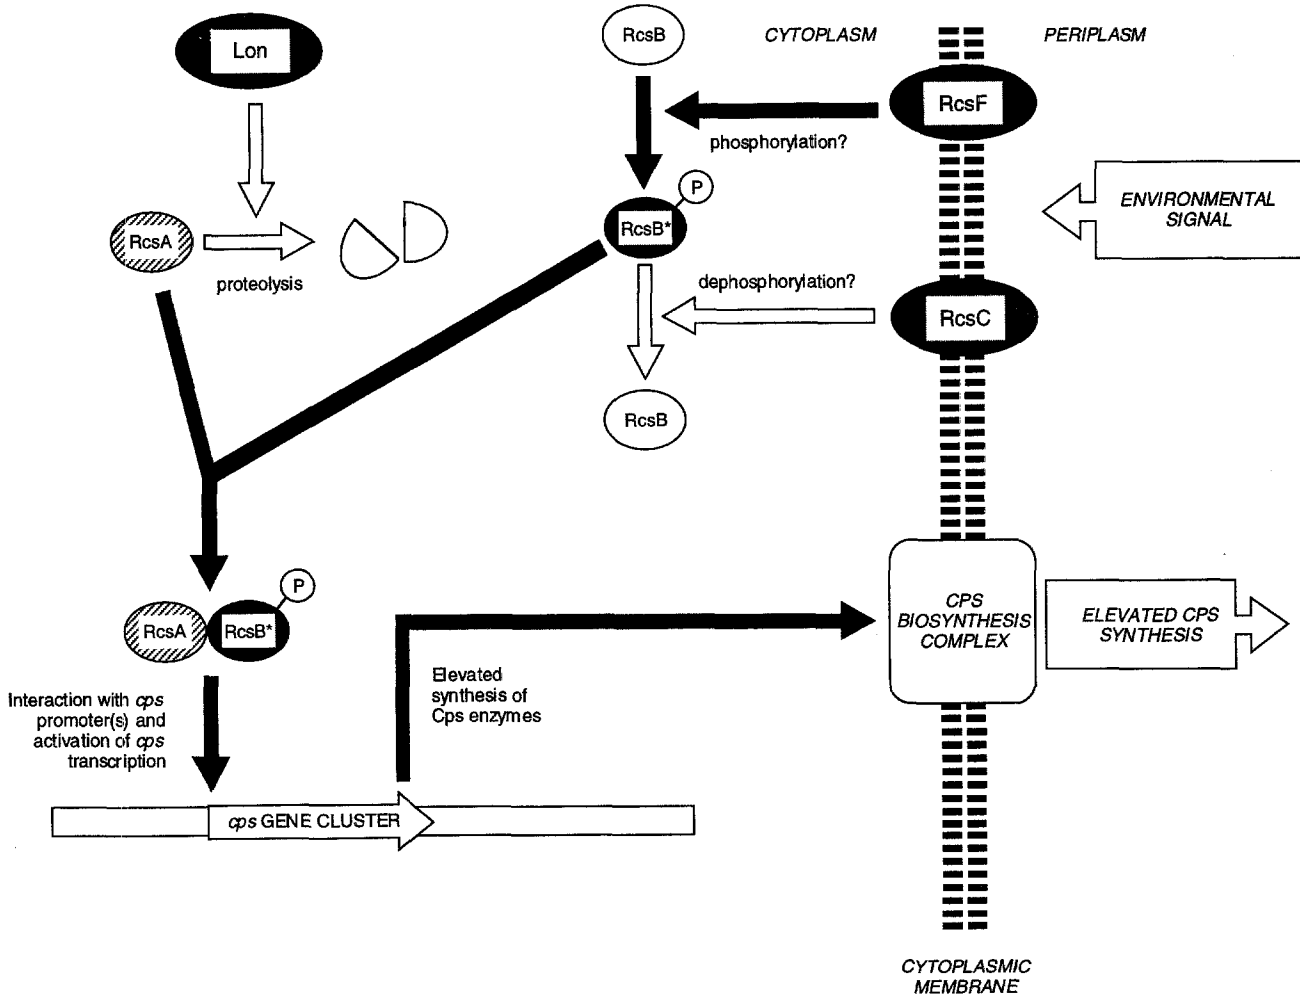 Lon
RcsB
CYTOPLASM
PERIPLASM
RcsF
phosphorylation?
P
ENVIRONMENTAL
SIGNAL
RcsA
RcsB*
proteolysis
dephosphorylation?
RcsC
RcsB
P
RcsA
RcsB*
CPS
BIOSYNTHESIS
COMPLEX
ELEVATED CPS
SYNTHESIS
Interaction with cps
promoter(s) and
activation of cps
transcription
Elevated
synthesis of
Cps enzymes
cps GENE CLUSTER
CYTOPLASMIC
MEMBRANE